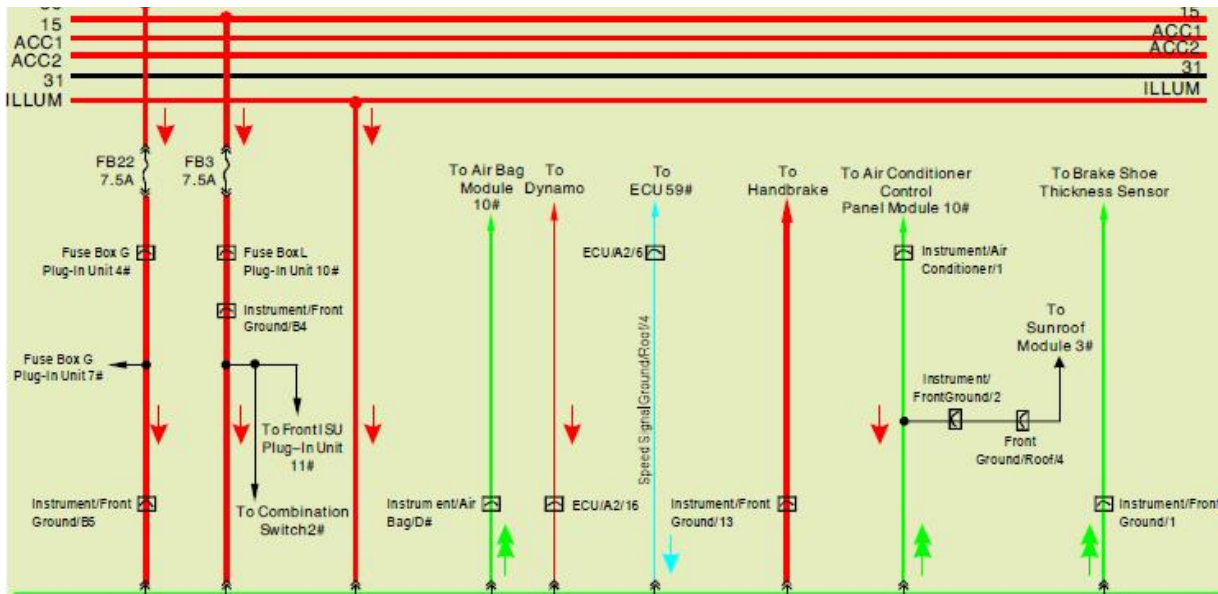 15
ACC1
ACC2
31
ILLUM
15
ACC1
ACC2
31
ILLUM
FB22
7.5A
FB3
7.5A
To Air Bag
Module
10#
To
Dynamo
To
ECU 59#
To
Handbrake
To Air Conditioner
Control
Panel Module 10#
To Brake Shoe
Thickness Sensor
Fuse Box G
Plug-In Unit 4#
Fuse Box L
Plug-In Unit 10#
ECU/A2/6
Instrument/Air
Conditioner/1
Instrument/Front
Ground/B4
To
Sunroof
Module 3#
Fuse Box G
Plug-In Unit 7#
Speed Signal Ground/Roof/4
Instrument/
FrontGround/2
To Front ISU
Plug-In Unit
11#
Front
Ground/Roof/4
Instrument/Front
Ground/B5
To Combination
Switch2#
Instrument/Air
Bag/D#
ECU/A2/16
Instrument/Front
Ground/13
Instrument/Front
Ground/1